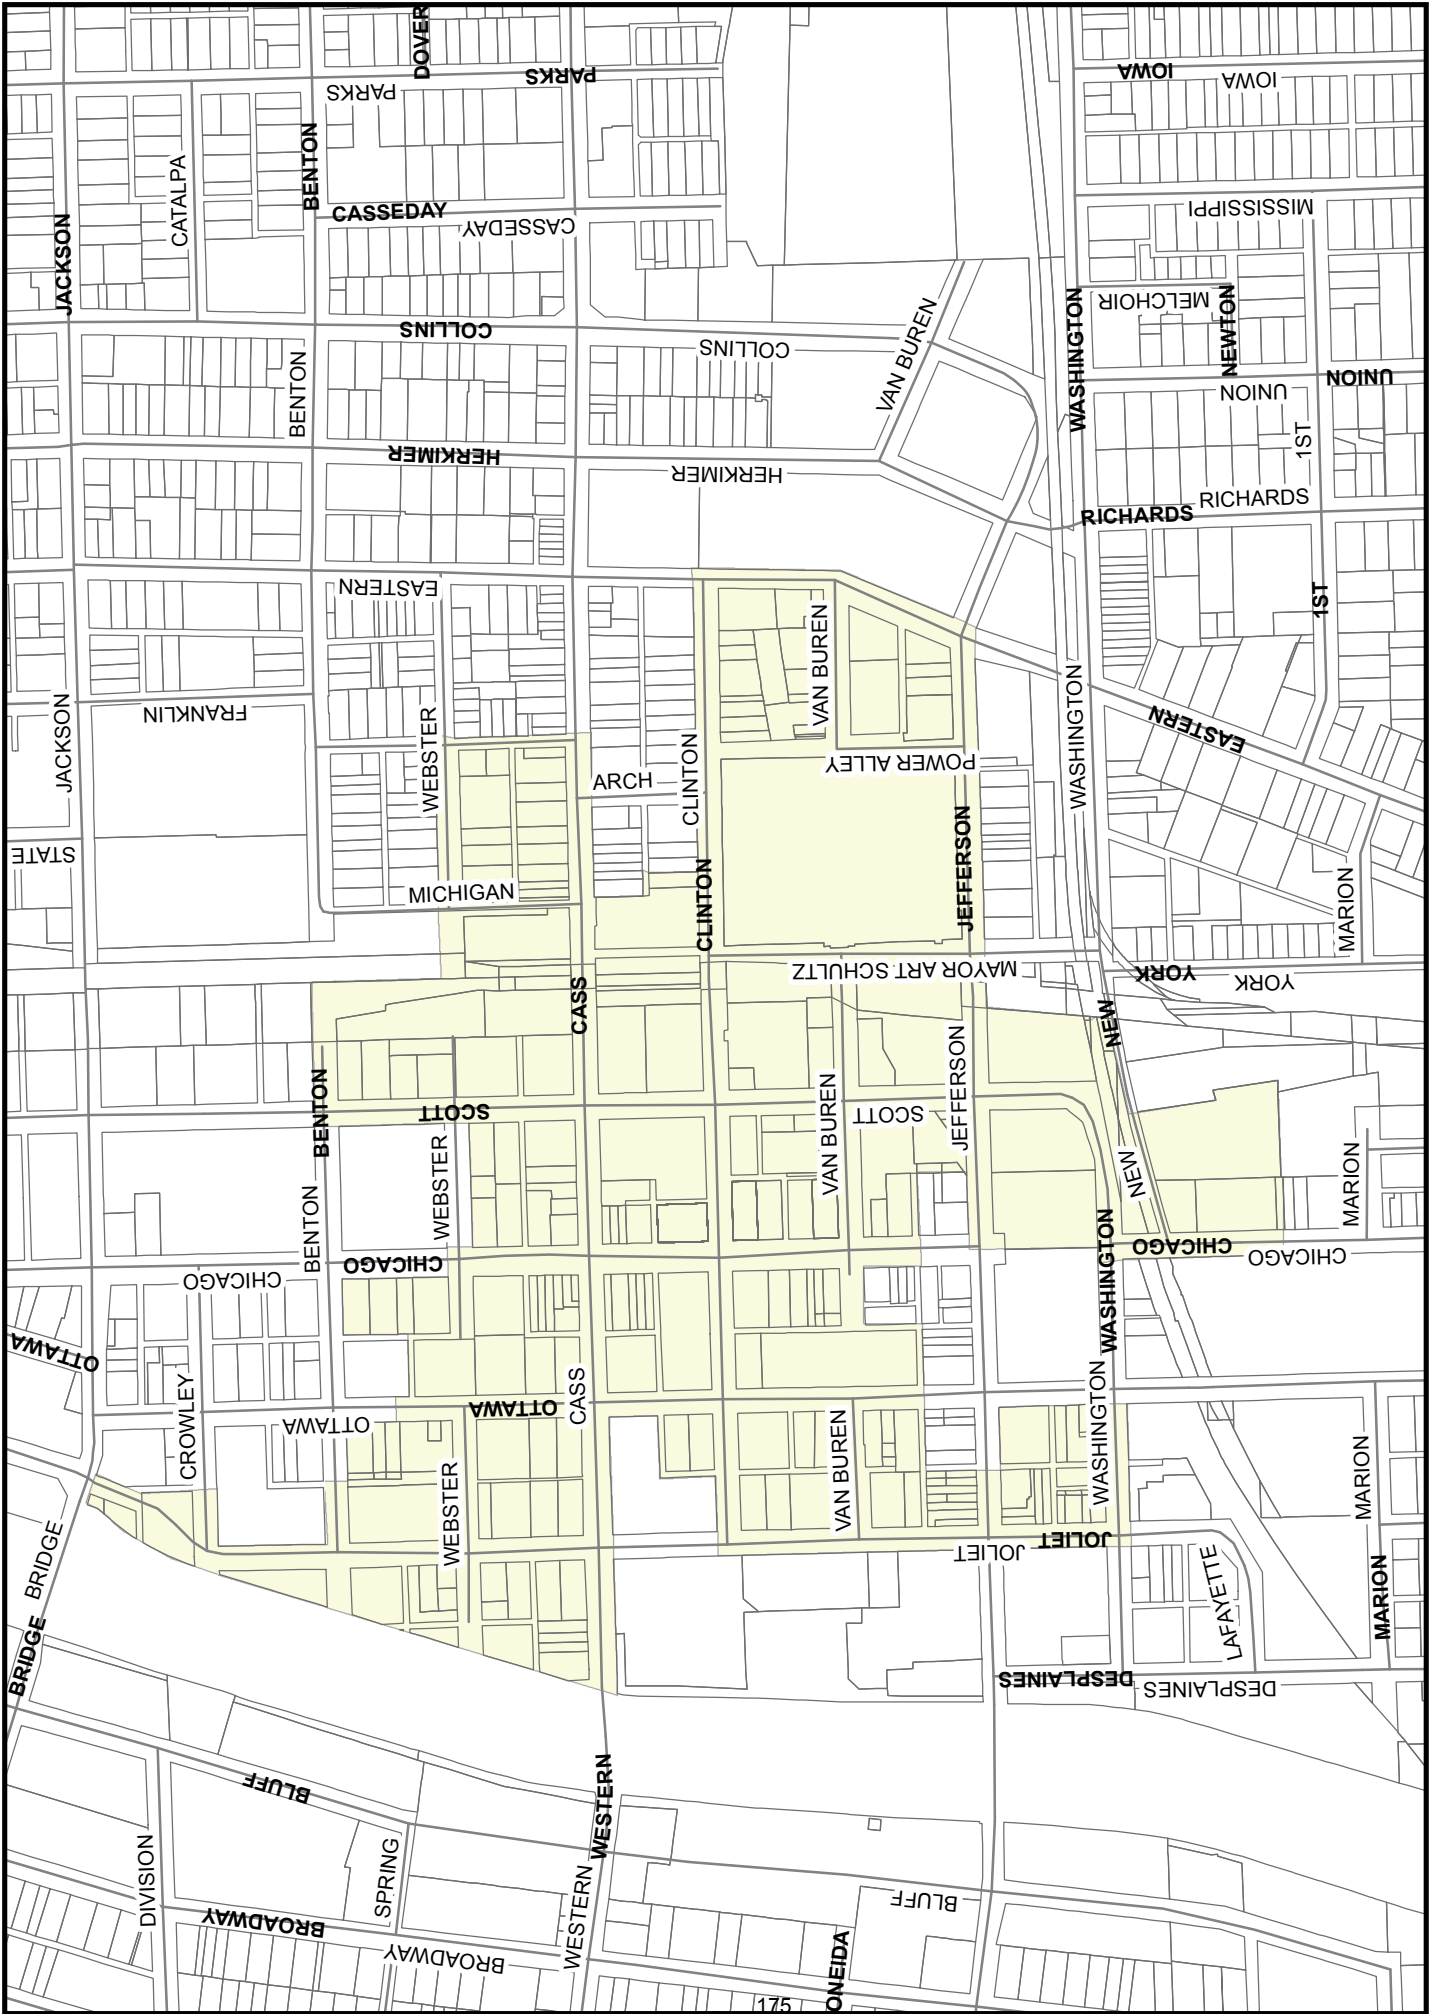 DOVER
PARKS
PARKS
IOWA
IOWA
BENTON
CATALPA
CASSEDAY
CASSEDAY
MISSISSIPPI
JACKSON
MELCHOIR
NEWTON
WASHINGTON
VAN BUREN
COLLINS
COLLINS
BENTON
UNION
UNION
1ST
HERKIMER
HERKIMER
RICHARDS
RICHARDS
EASTERN
1ST
VAN BUREN
WASHINGTON
JACKSON
FRANKLIN
WEBSTER
EASTERN
CLINTON
POWER ALLEY
ARCH
STATE
JEFFERSON
MICHIGAN
CLINTON
MARION
MAYOR ART SCHULTZ
YORK
YORK
CASS
NEW
JEFFERSON
BENTON
SCOTT
SCOTT
VAN BUREN
WEBSTER
NEW
MARION
BENTON
WASHINGTON
CHICAGO
CHICAGO
CHICAGO
CHICAGO
OTTAWA
CROWLEY
CASS
OTTAWA
OTTAWA
WASHINGTON
VAN BUREN
MARION
WEBSTER
BRIDGE
JOLIET
JOLIET
LAFAYETTE
MARION
BRIDGE
DESPLAINES
DESPLAINES
BLUFF
WESTERN
DIVISION
SPRING
WESTERN
BLUFF
BROADWAY
BROADWAY
ONEIDA
175